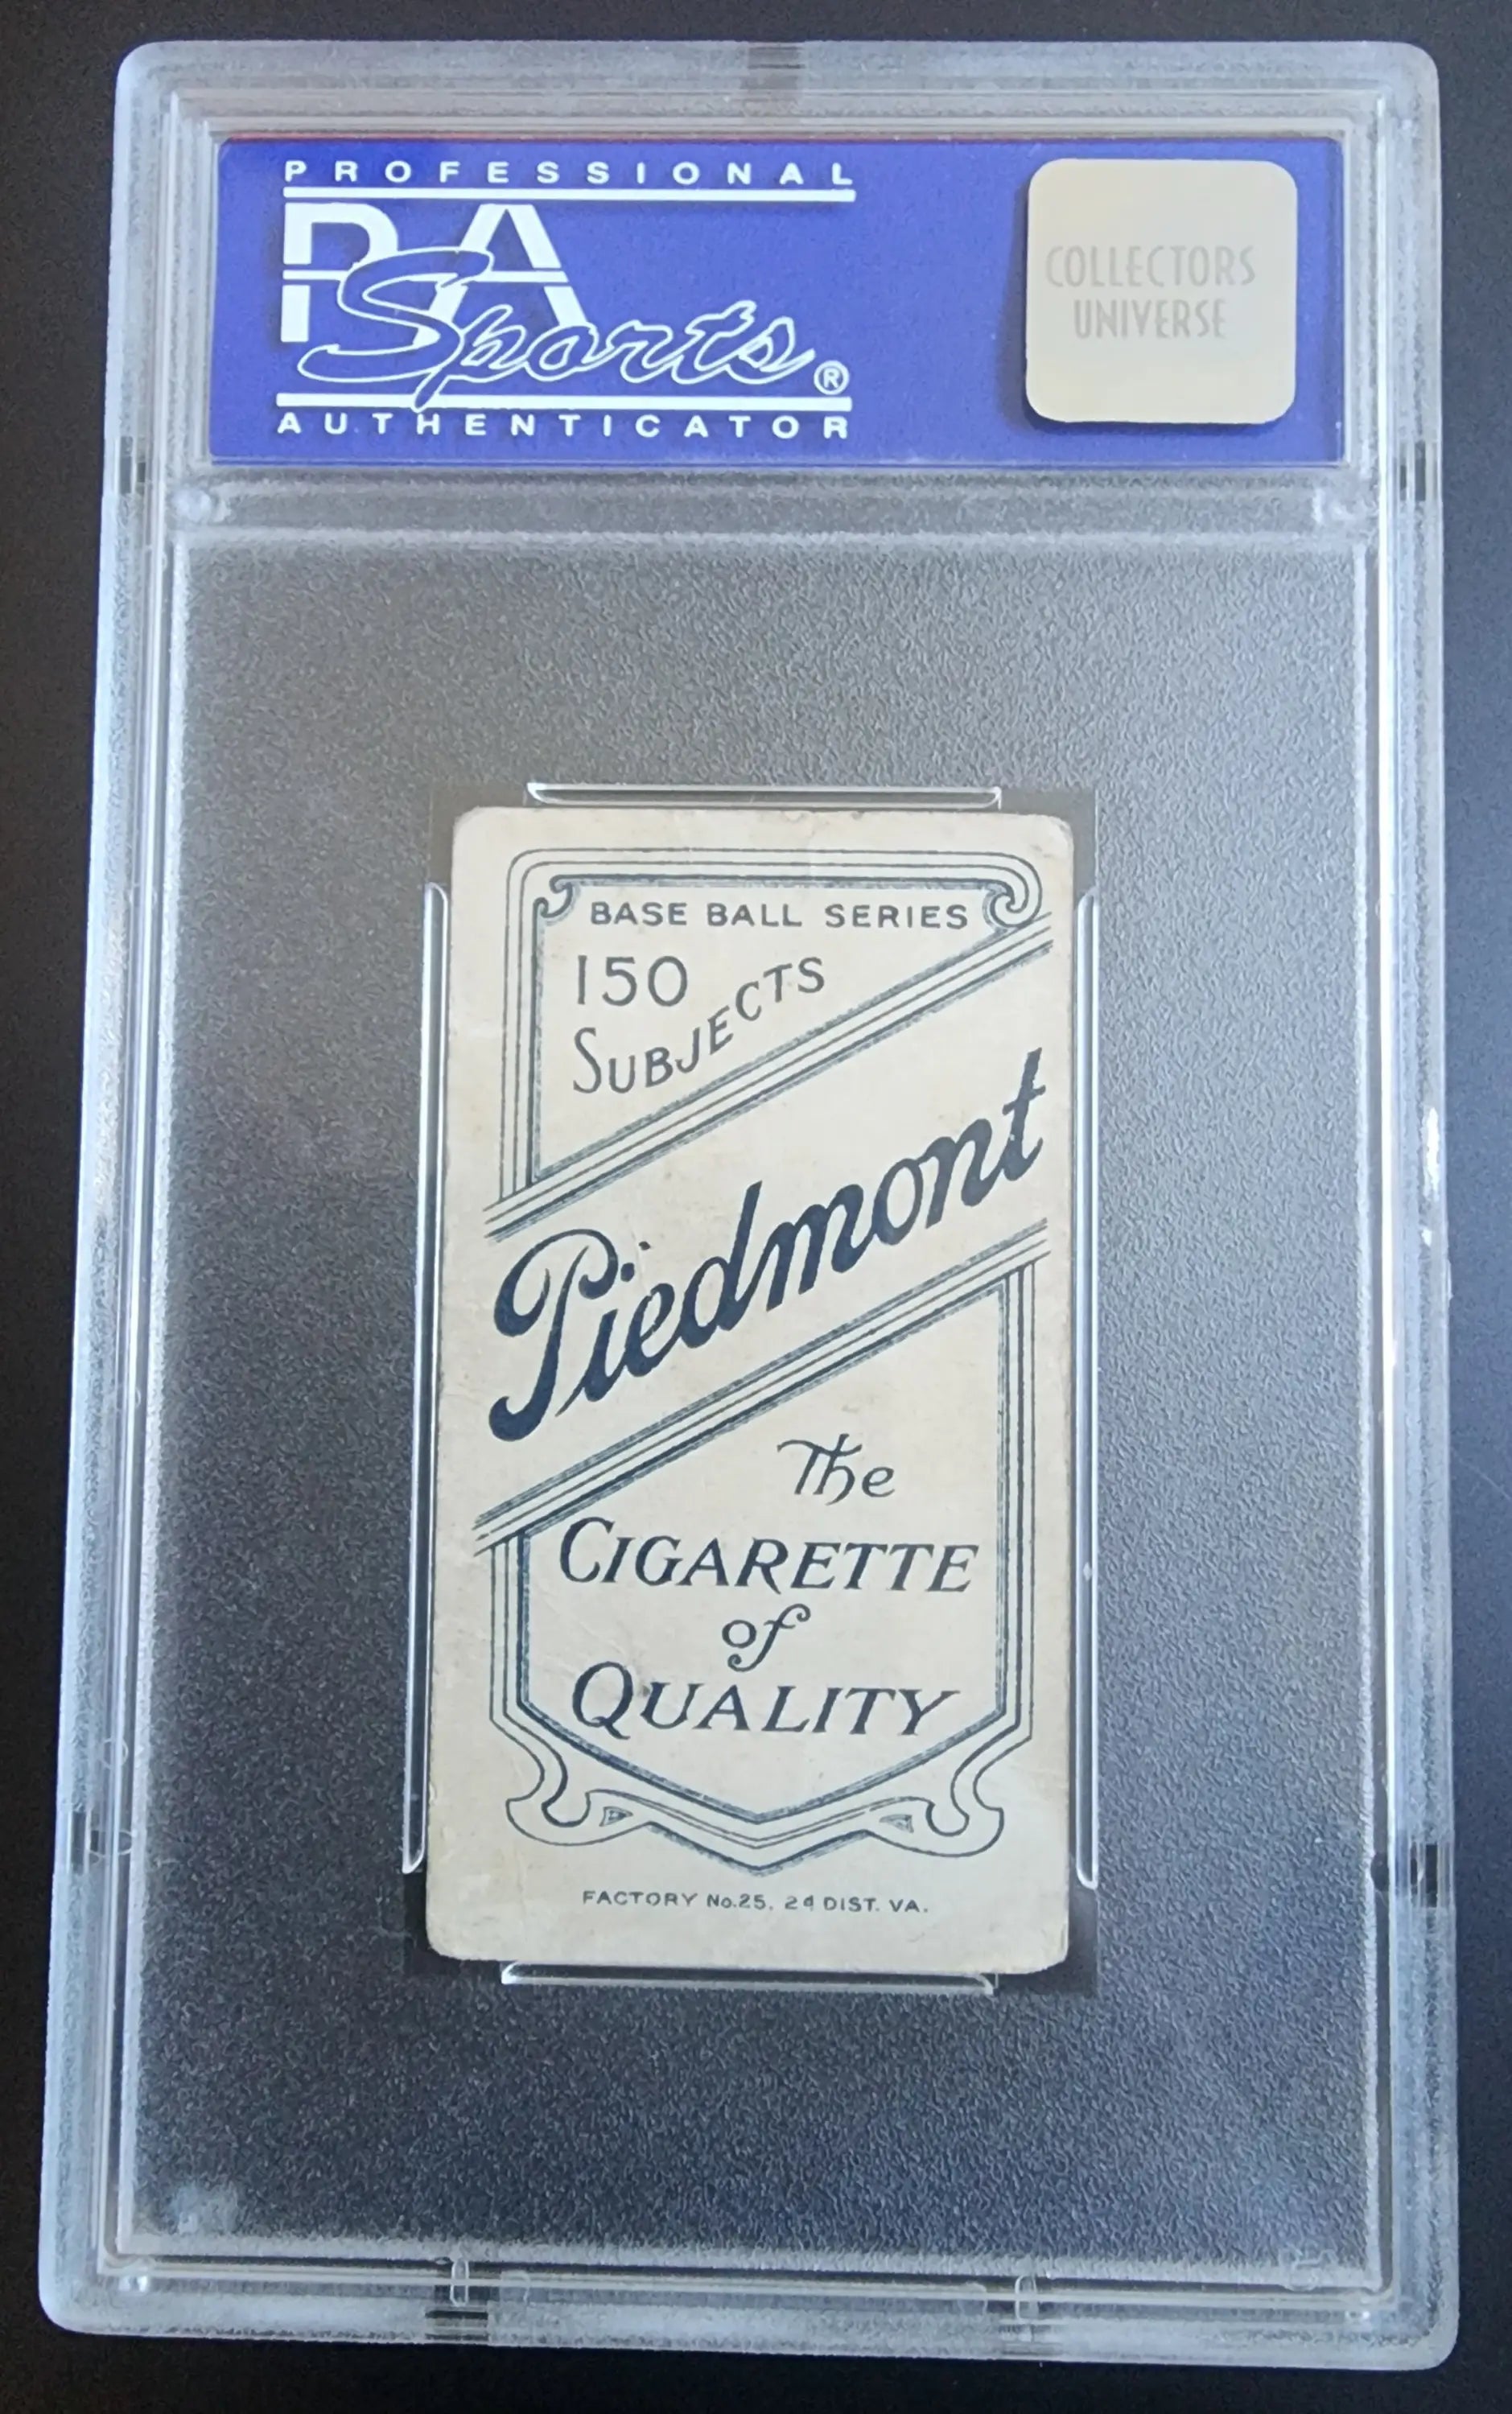 PROFESSIONAL
PSA
Sports®
AUTHENTICATOR
COLLECTORS
UNIVERSE
BASE BALL SERIES
150
SUBJECTS
Piedmont
The
CIGARETTE
of
QUALITY
FACTORY No.25, 2d DIST. VA.